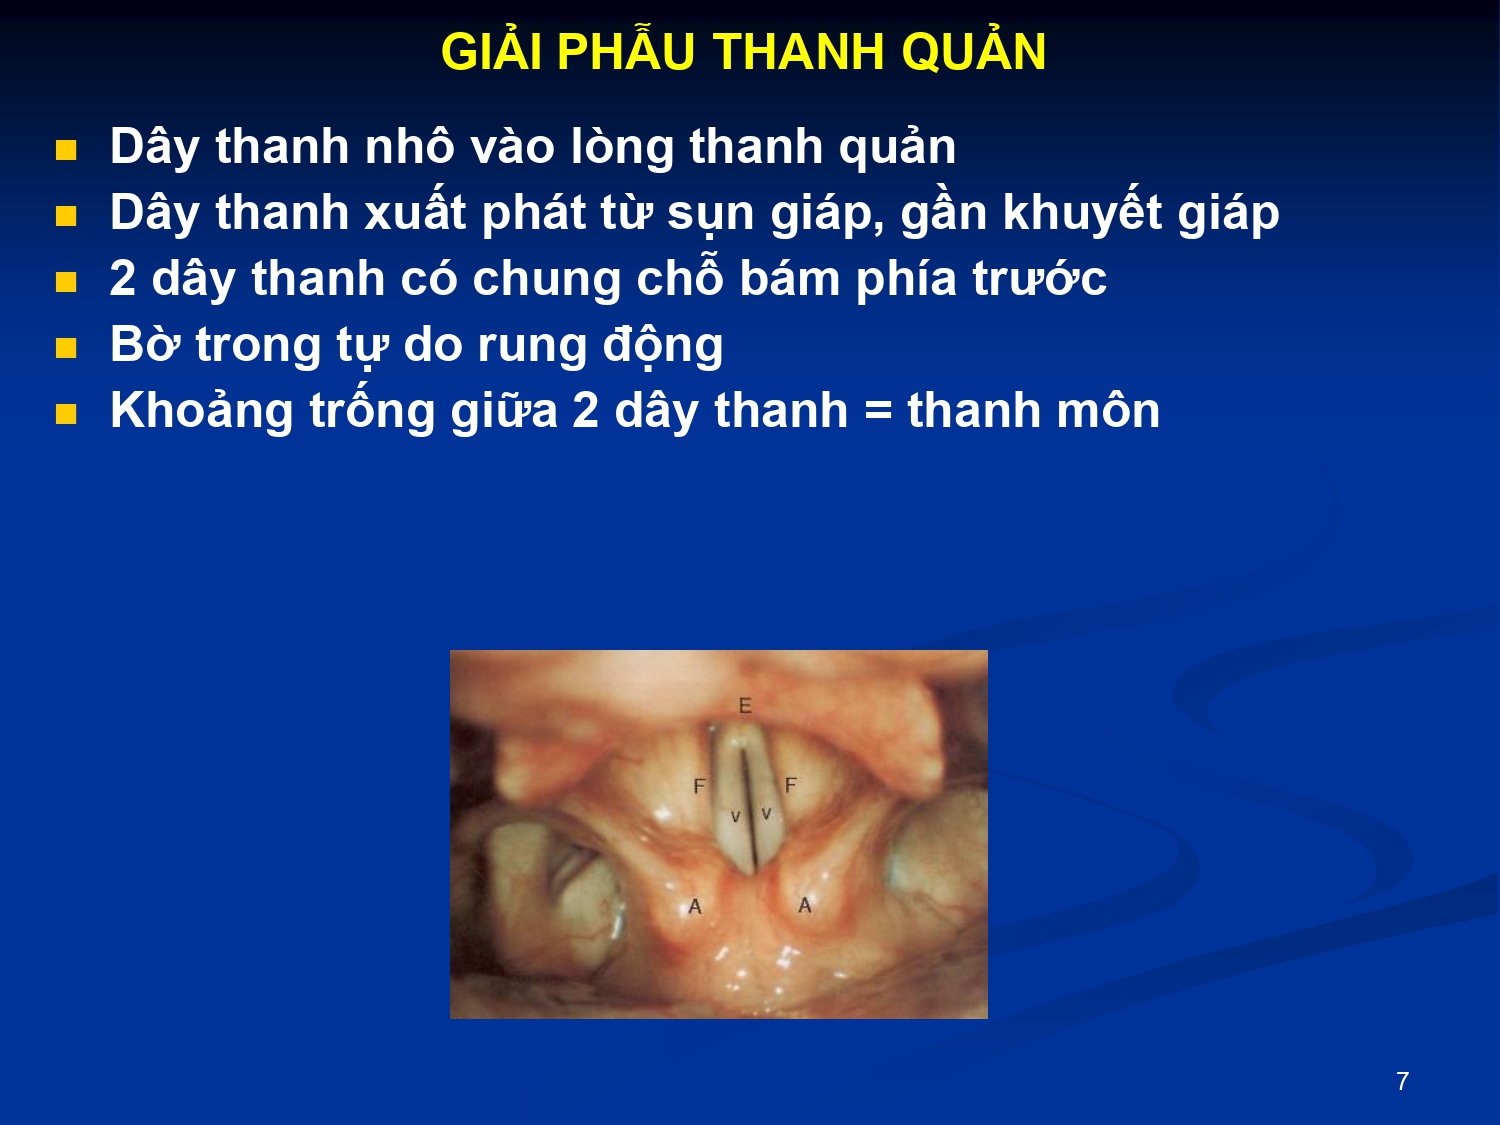 GIẢI PHẪU THANH QUẢN
Dây thanh nhô vào lòng thanh quản
Dây thanh xuất phát từ sụn giáp, gần khuyết giáp
2 dây thanh có chung chỗ bám phía trước
Bờ trong tự do rung động
Khoảng trống giữa 2 dây thanh = thanh môn
E
F F
V V
A A
7